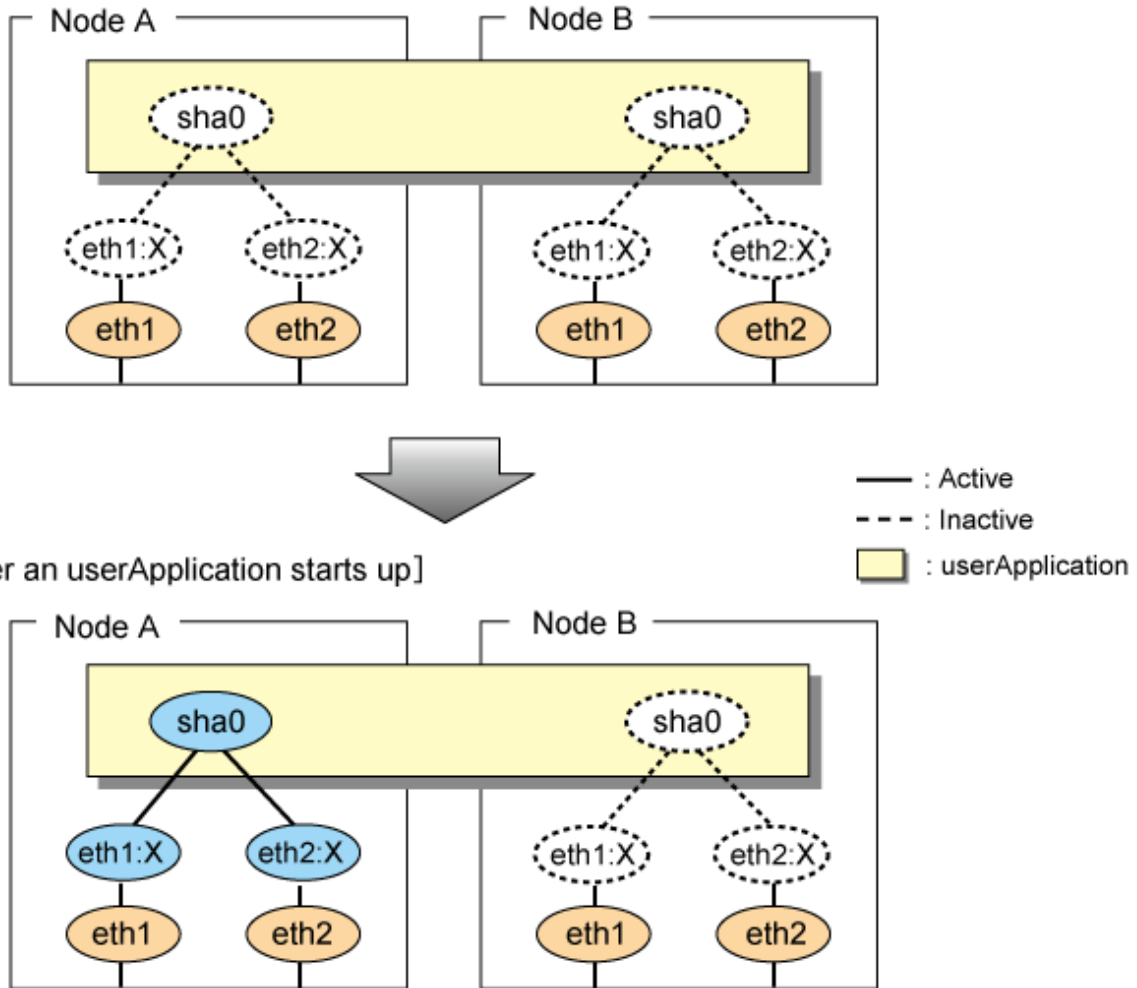 Node A
Node B
sha0
sha0
eth1:X
eth2:X
eth1:X
eth2:X
eth1
eth2
eth1
eth2
: Active
: Inactive
: userApplication
er an userApplication starts up]
Node A
Node B
sha0
sha0
eth1:X
eth2:X
eth1:X
eth2:X
eth1
eth2
eth1
eth2